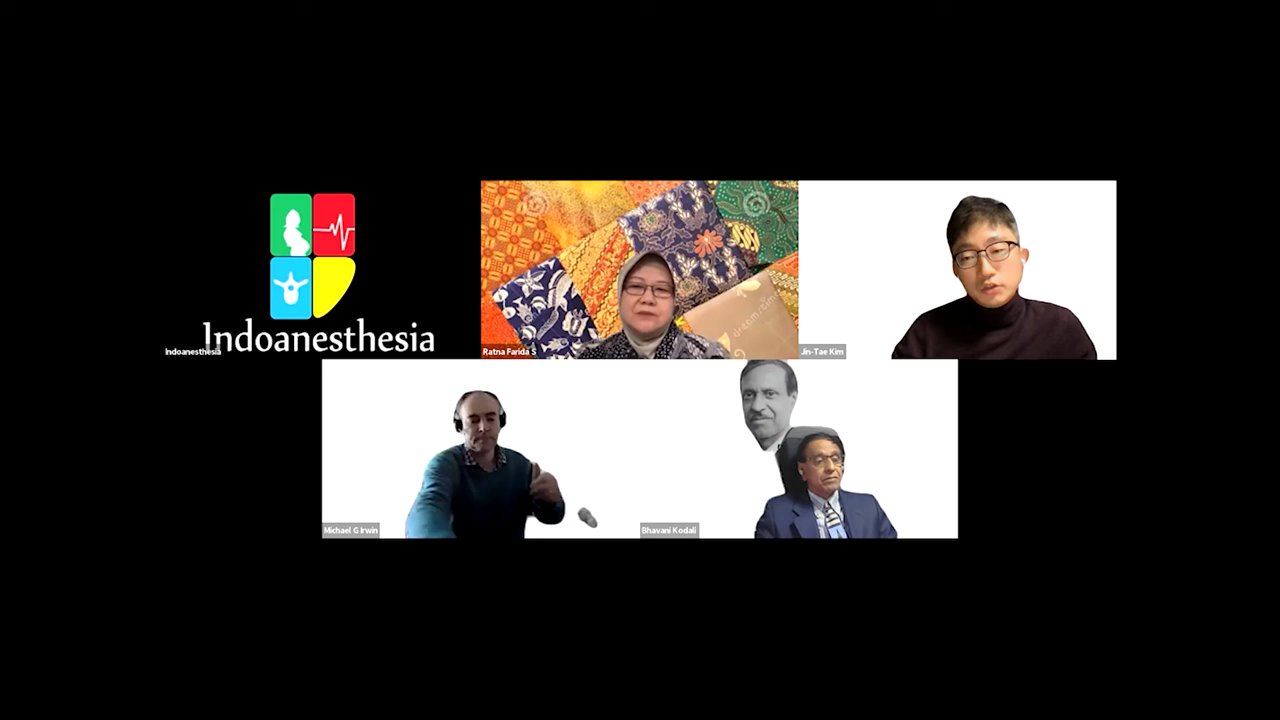 Indoanesthesia
Indoanesthesia
Ratna Farida S
Jin-Tae Kim
Michael G Irwin
Bhavani Kodali